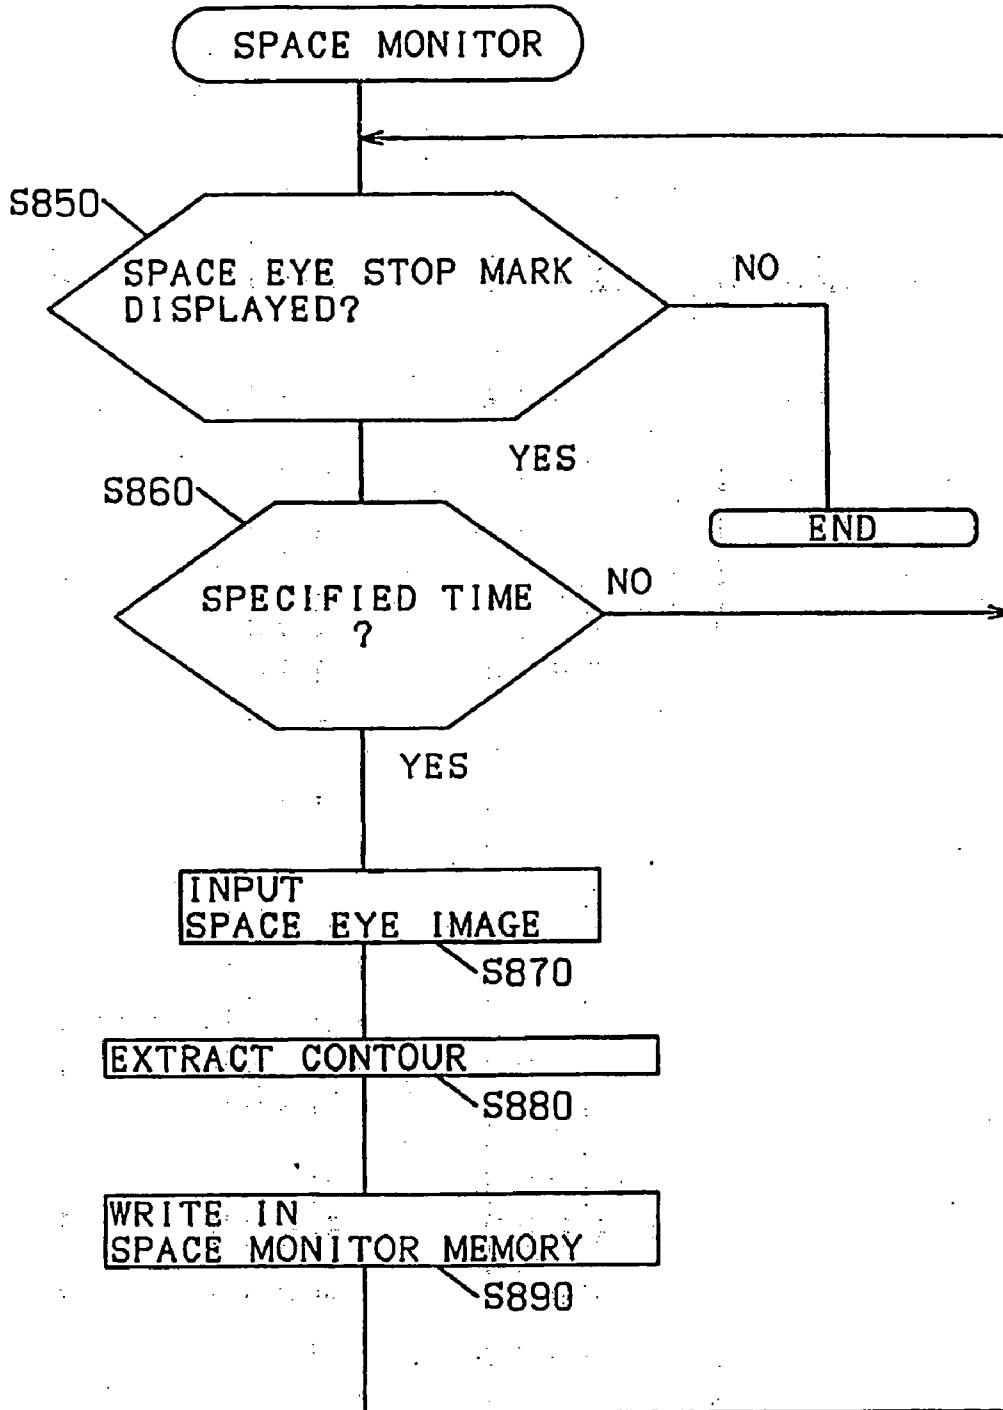 SPACE MONITOR
S850
SPACE EYE STOP MARK
DISPLAYED?
NO
YES
S860
END
SPECIFIED TIME
?
NO
YES
INPUT
SPACE EYE IMAGE
S870
EXTRACT CONTOUR
S880
WRITE IN
SPACE MONITOR MEMORY
S890